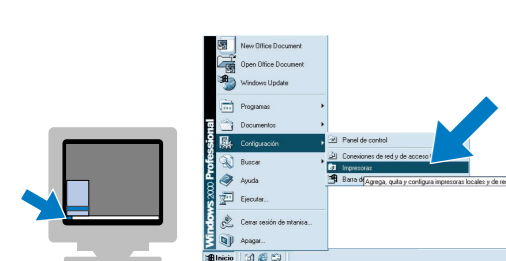 New Office Document
Open Office Document
Windows Update
Programas
Documentos
Configuración
Buscar
Ayuda
Ejecutar...
Cerrar sesión de mtanisa...
Apagar...
Windows 2000 Professional
Panel de control
Conexiones de red y de acceso
Impresoras
Barra de
Agrega, quita y configura impresoras locales y de re
Inicio